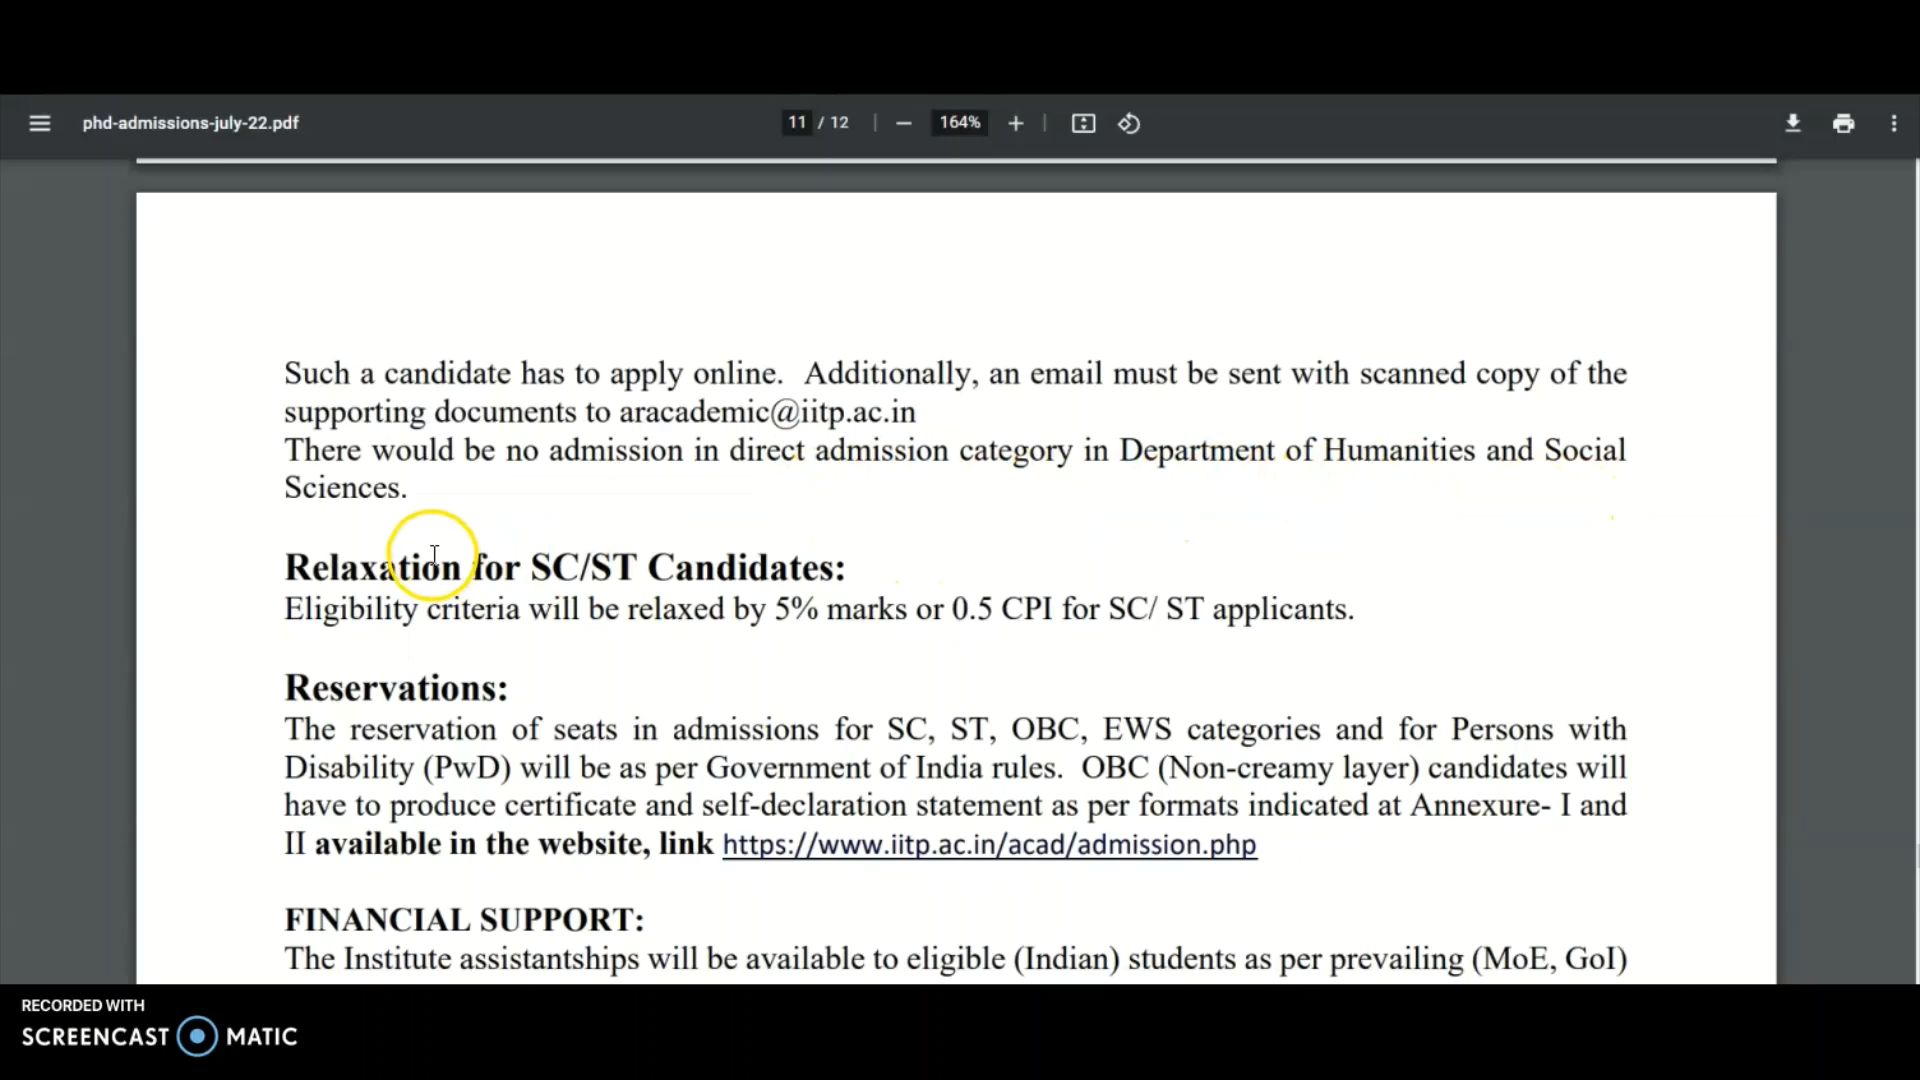 phd-admissions-july-22.pdf
11 / 12
164%
Such a candidate has to apply online. Additionally, an email must be sent with scanned copy of the
supporting documents to aracademic@iitp.ac.in
There would be no admission in direct admission category in Department of Humanities and Social
Sciences.
Relaxation for SC/ST Candidates:
Eligibility criteria will be relaxed by 5% marks or 0.5 CPI for SC/ ST applicants.
Reservations:
The reservation of seats in admissions for SC, ST, OBC, EWS categories and for Persons with
Disability (PwD) will be as per Government of India rules. OBC (Non-creamy layer) candidates will
have to produce certificate and self-declaration statement as per formats indicated at Annexure- I and
II available in the website, link https://www.iitp.ac.in/acad/admission.php
FINANCIAL SUPPORT:
The Institute assistantships will be available to eligible (Indian) students as per prevailing (MoE, GoI)
RECORDED WITH
SCREENCAST MATIC